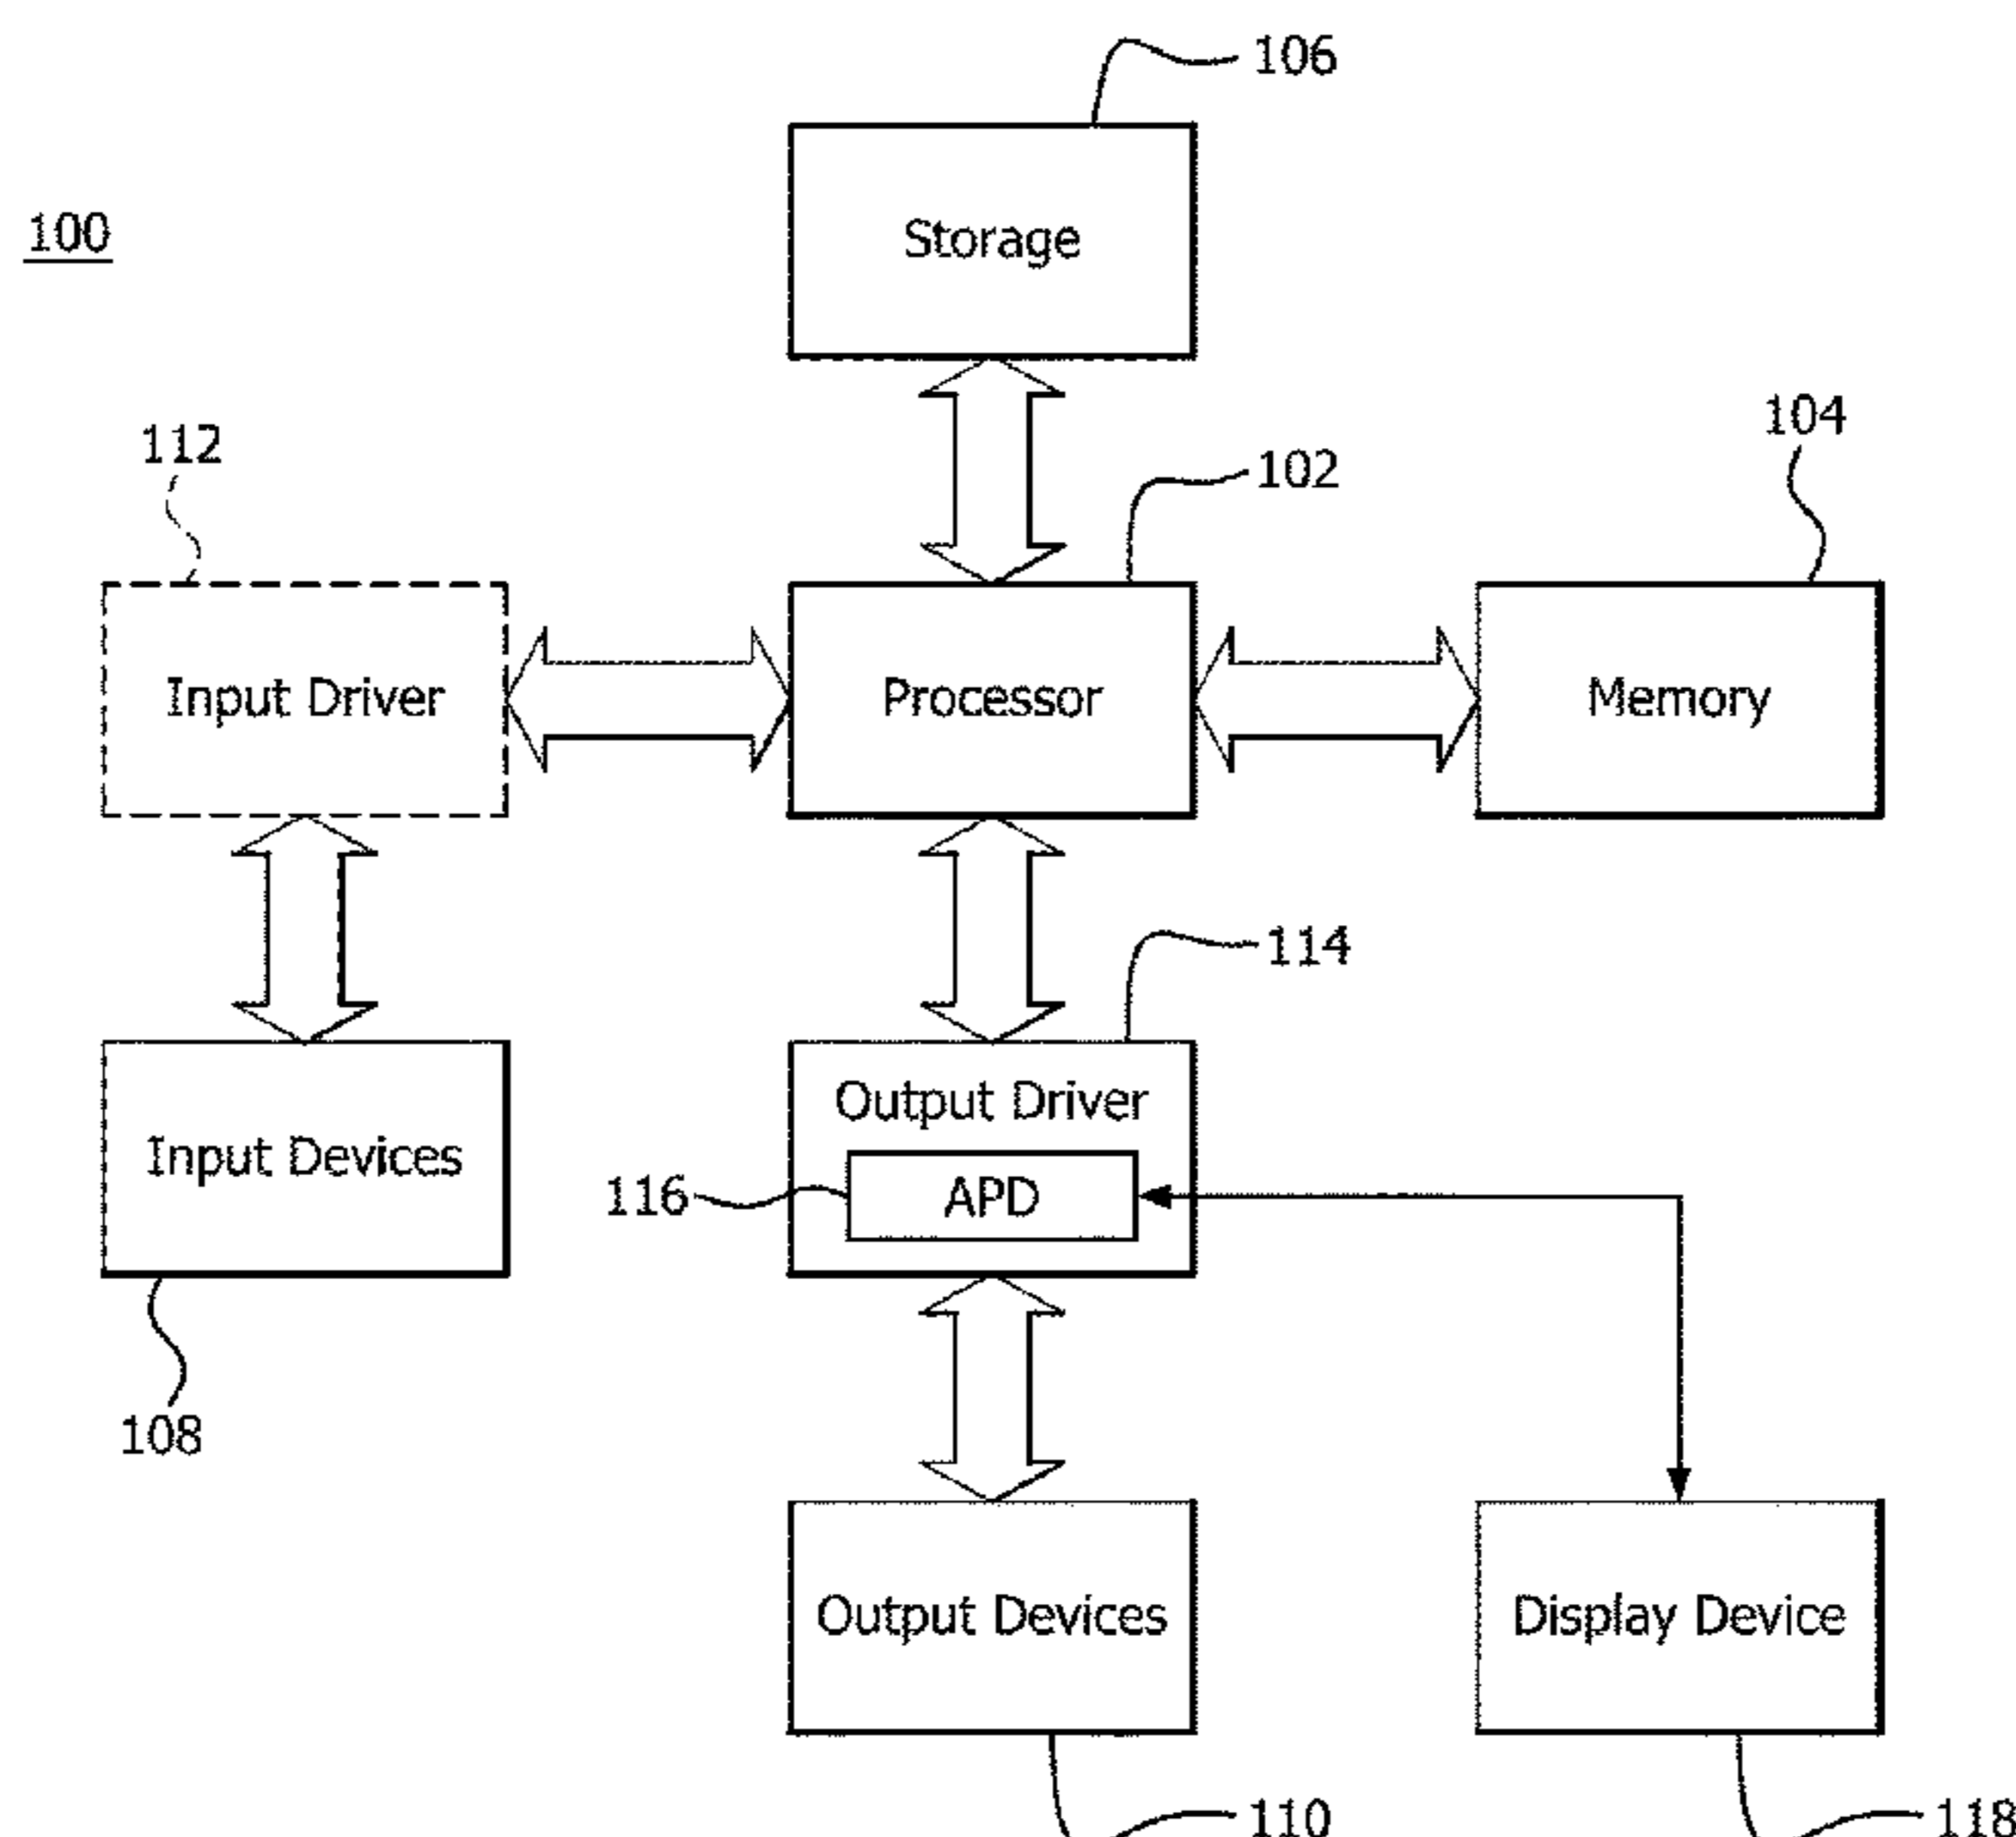 106
Storage
100
104
112
102
Input Driver
Processor
Memory
114
Output Driver
Input Devices
116
APD
108
Output Devices
Display Device
110
118